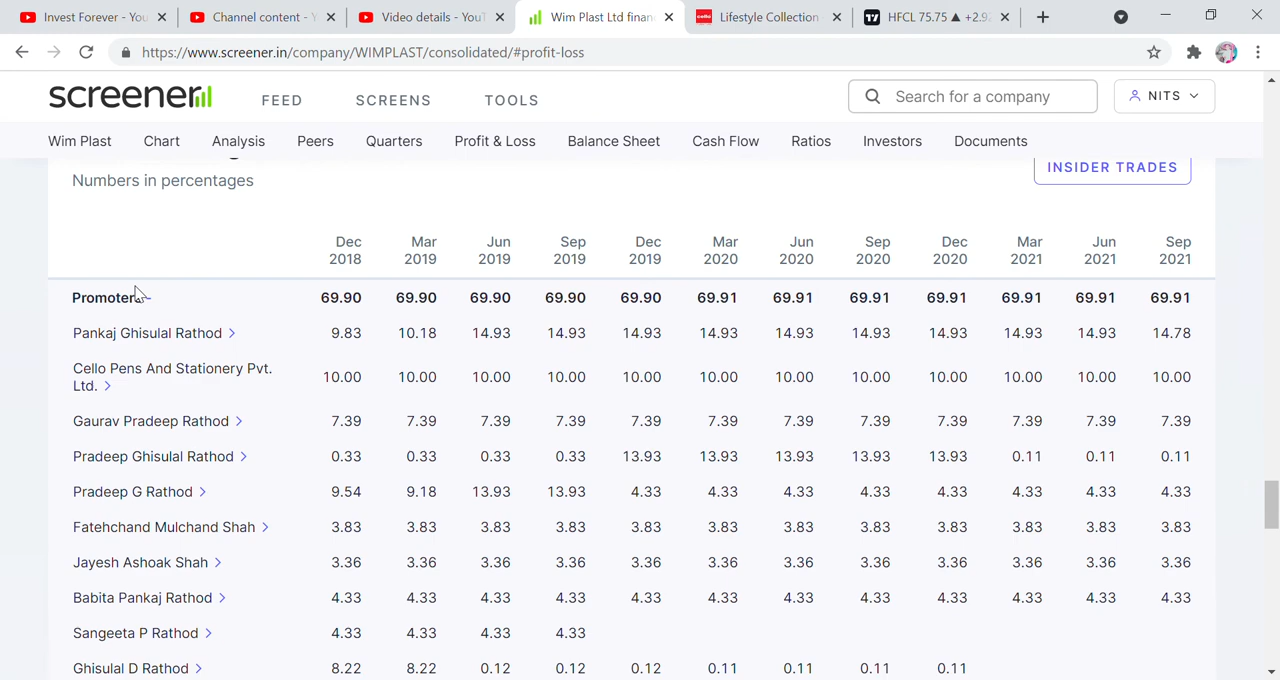 Invest Forever - You
Channel content - Y
Video details - YouT
Wim Plast Ltd finan
Lifestyle Collection
HFCL 75.75 ▲ +2.9
https://www.screener.in/company/WIMPLAST/consolidated/#profit-loss
screener
FEED
SCREENS
TOOLS
Search for a company
NITS
Wim Plast
Chart
Analysis
Peers
Quarters
Profit & Loss
Balance Sheet
Cash Flow
Ratios
Investors
Documents
Numbers in percentages
INSIDER TRADES
Dec 2018 Mar 2019 Jun 2019 Sep 2019 Dec 2019 Mar 2020 Jun 2020 Sep 2020 Dec 2020 Mar 2021 Jun 2021 Sep 2021
Promoters 69.90 69.90 69.90 69.90 69.90 69.91 69.91 69.91 69.91 69.91 69.91 69.91
Pankaj Ghisulal Rathod 9.83 10.18 14.93 14.93 14.93 14.93 14.93 14.93 14.93 14.93 14.93 14.78
Cello Pens And Stationery Pvt.
Ltd. 10.00 10.00 10.00 10.00 10.00 10.00 10.00 10.00 10.00 10.00 10.00 10.00
Gaurav Pradeep Rathod 7.39 7.39 7.39 7.39 7.39 7.39 7.39 7.39 7.39 7.39 7.39 7.39
Pradeep Ghisulal Rathod 0.33 0.33 0.33 0.33 13.93 13.93 13.93 13.93 13.93 0.11 0.11 0.11
Pradeep G Rathod 9.54 9.18 13.93 13.93 4.33 4.33 4.33 4.33 4.33 4.33 4.33 4.33
Fatehchand Mulchand Shah 3.83 3.83 3.83 3.83 3.83 3.83 3.83 3.83 3.83 3.83 3.83 3.83
Jayesh Ashoak Shah 3.36 3.36 3.36 3.36 3.36 3.36 3.36 3.36 3.36 3.36 3.36 3.36
Babita Pankaj Rathod 4.33 4.33 4.33 4.33 4.33 4.33 4.33 4.33 4.33 4.33 4.33 4.33
Sangeeta P Rathod 4.33 4.33 4.33 4.33
Ghisulal D Rathod 8.22 8.22 0.12 0.12 0.12 0.11 0.11 0.11 0.11